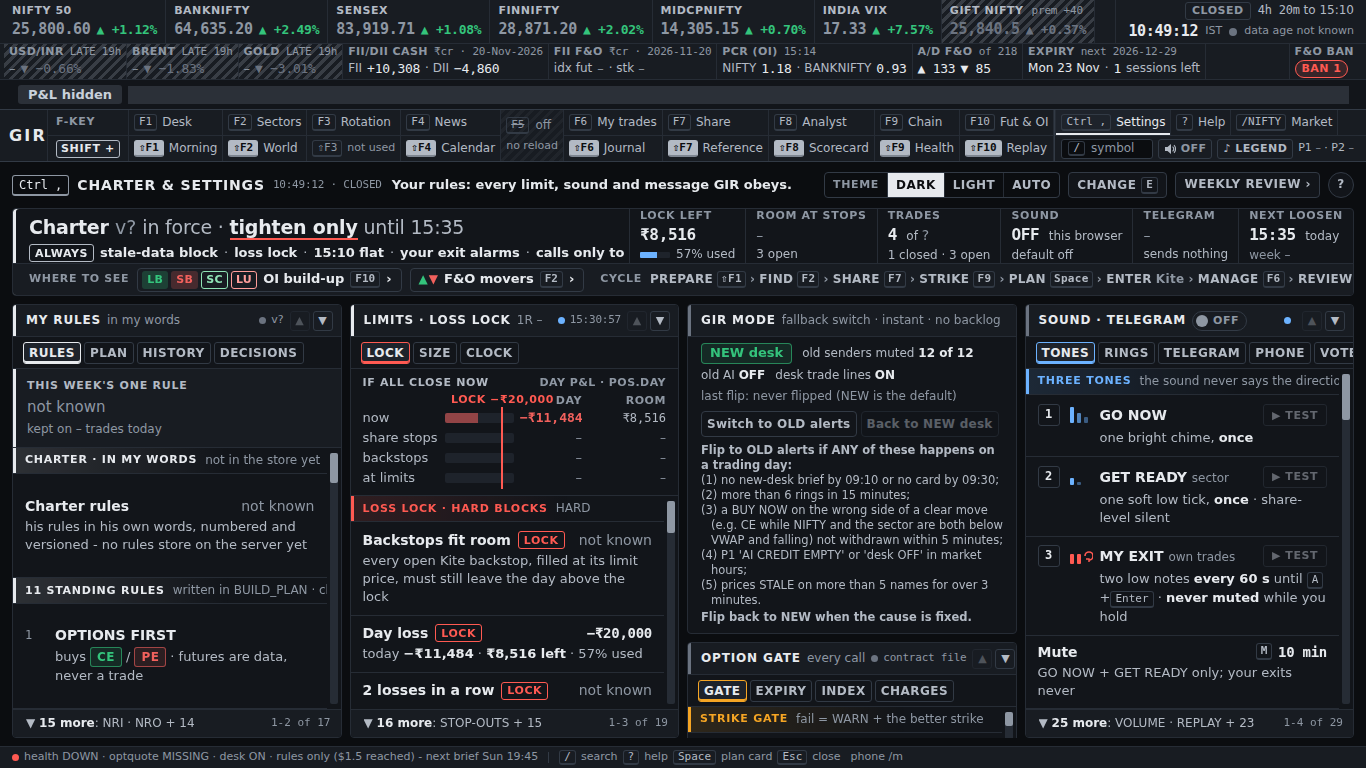 NIFTY 50
25,800.60 ▲ +1.12%
BANKNIFTY
64,635.20 ▲ +2.49%
SENSEX
83,919.71 ▲ +1.08%
FINNIFTY
28,871.20 ▲ +2.02%
MIDCPNIFTY
14,305.15 ▲ +0.70%
INDIA VIX
17.33 ▲ +7.57%
GIFT NIFTY prem +40
25,840.5 ▲ +0.37%
CLOSED 4h 20m to 15:10
10:49:12 IST ● data age not known
USD/INR LATE 19h
– ▼ −0.66%
BRENT LATE 19h
– ▼ −1.83%
GOLD LATE 19h
– ▼ −3.01%
FII/DII CASH ₹cr · 20-Nov-2026
FII +10,308 · DII −4,860
FII F&O ₹cr · 2026-11-20
idx fut – · stk –
PCR (OI) 15:14
NIFTY 1.18 · BANKNIFTY 0.93
A/D F&O of 218
▲ 133 ▼ 85
EXPIRY next 2026-12-29
Mon 23 Nov · 1 sessions left
F&O BAN
BAN 1
P&L hidden
GIR
F-KEY
F1 Desk
F2 Sectors
F3 Rotation
F4 News
F5 off
no reload
F6 My trades
F7 Share
F8 Analyst
F9 Chain
F10 Fut & OI
Ctrl , Settings
? Help
/NIFTY Market
SHIFT +
⇧F1 Morning
⇧F2 World
⇧F3 not used
⇧F4 Calendar
⇧F6 Journal
⇧F7 Reference
⇧F8 Scorecard
⇧F9 Health
⇧F10 Replay
/ symbol
OFF
♪ LEGEND
P1 – · P2 –
Ctrl , CHARTER & SETTINGS 10:49:12 · CLOSED Your rules: every limit, sound and message GIR obeys.
THEME DARK LIGHT AUTO
CHANGE E
WEEKLY REVIEW ›
?
Charter v? in force · tighten only until 15:35
ALWAYS stale-data block · loss lock · 15:10 flat · your exit alarms · calls only to
LOCK LEFT
₹8,516
57% used
ROOM AT STOPS
–
3 open
TRADES
4 of ?
1 closed · 3 open
SOUND
OFF this browser
default off
TELEGRAM
–
sends nothing
NEXT LOOSEN
15:35 today
week –
WHERE TO SEE LB SB SC LU OI build-up F10 ›
▲▼ F&O movers F2 ›
CYCLE PREPARE ⇧F1 › FIND F2 › SHARE F7 › STRIKE F9 › PLAN Space › ENTER Kite › MANAGE F6 › REVIEW
MY RULES in my words ● v? ▲ ▼
RULES PLAN HISTORY DECISIONS
THIS WEEK'S ONE RULE
not known
kept on – trades today
CHARTER · IN MY WORDS not in the store yet
Charter rules not known
his rules in his own words, numbered and
versioned - no rules store on the server yet
11 STANDING RULES written in BUILD_PLAN
1 OPTIONS FIRST
buys CE / PE · futures are data,
never a trade
▼ 15 more: NRI · NRO + 14 1-2 of 17
LIMITS · LOSS LOCK 1R – ● 15:30:57 ▲ ▼
LOCK SIZE CLOCK
IF ALL CLOSE NOW DAY P&L · POS.DAY
LOCK −₹20,000 DAY ROOM
now −₹11,484 ₹8,516
share stops – –
backstops – –
at limits – –
LOSS LOCK · HARD BLOCKS HARD
Backstops fit room LOCK not known
every open Kite backstop, filled at its limit
price, must still leave the day above the
lock
Day loss LOCK −₹20,000
today −₹11,484 · ₹8,516 left · 57% used
2 losses in a row LOCK not known
▼ 16 more: STOP-OUTS + 15 1-3 of 19
GIR MODE fallback switch · instant · no backlog
NEW desk old senders muted 12 of 12
old AI OFF desk trade lines ON
last flip: never flipped (NEW is the default)
Switch to OLD alerts Back to NEW desk
Flip to OLD alerts if ANY of these happens on
a trading day:
(1) no new-desk brief by 09:10 or no card by 09:30;
(2) more than 6 rings in 15 minutes;
(3) a BUY NOW on the wrong side of a clear move
(e.g. CE while NIFTY and the sector are both below
VWAP and falling) not withdrawn within 5 minutes;
(4) P1 'AI CREDIT EMPTY' or 'desk OFF' in market
hours;
(5) prices STALE on more than 5 names for over 3
minutes.
Flip back to NEW when the cause is fixed.
OPTION GATE every call ● contract file ▲ ▼
GATE EXPIRY INDEX CHARGES
STRIKE GATE fail = WARN + the better strike
SOUND · TELEGRAM OFF ● ▲ ▼
TONES RINGS TELEGRAM PHONE VOTE
THREE TONES the sound never says the
1 GO NOW ▶ TEST
one bright chime, once
2 GET READY sector ▶ TEST
one soft low tick, once · share-
level silent
3 MY EXIT own trades ▶ TEST
two low notes every 60 s until A
+Enter · never muted while you
hold
Mute M 10 min
GO NOW + GET READY only; your exits
never
▼ 25 more: VOLUME · REPLAY + 23 1-4 of 29
● health DOWN · optquote MISSING · desk ON · rules only ($1.5 reached) - next brief Sun 19:45 | / search ? help Space plan card Esc close phone /m